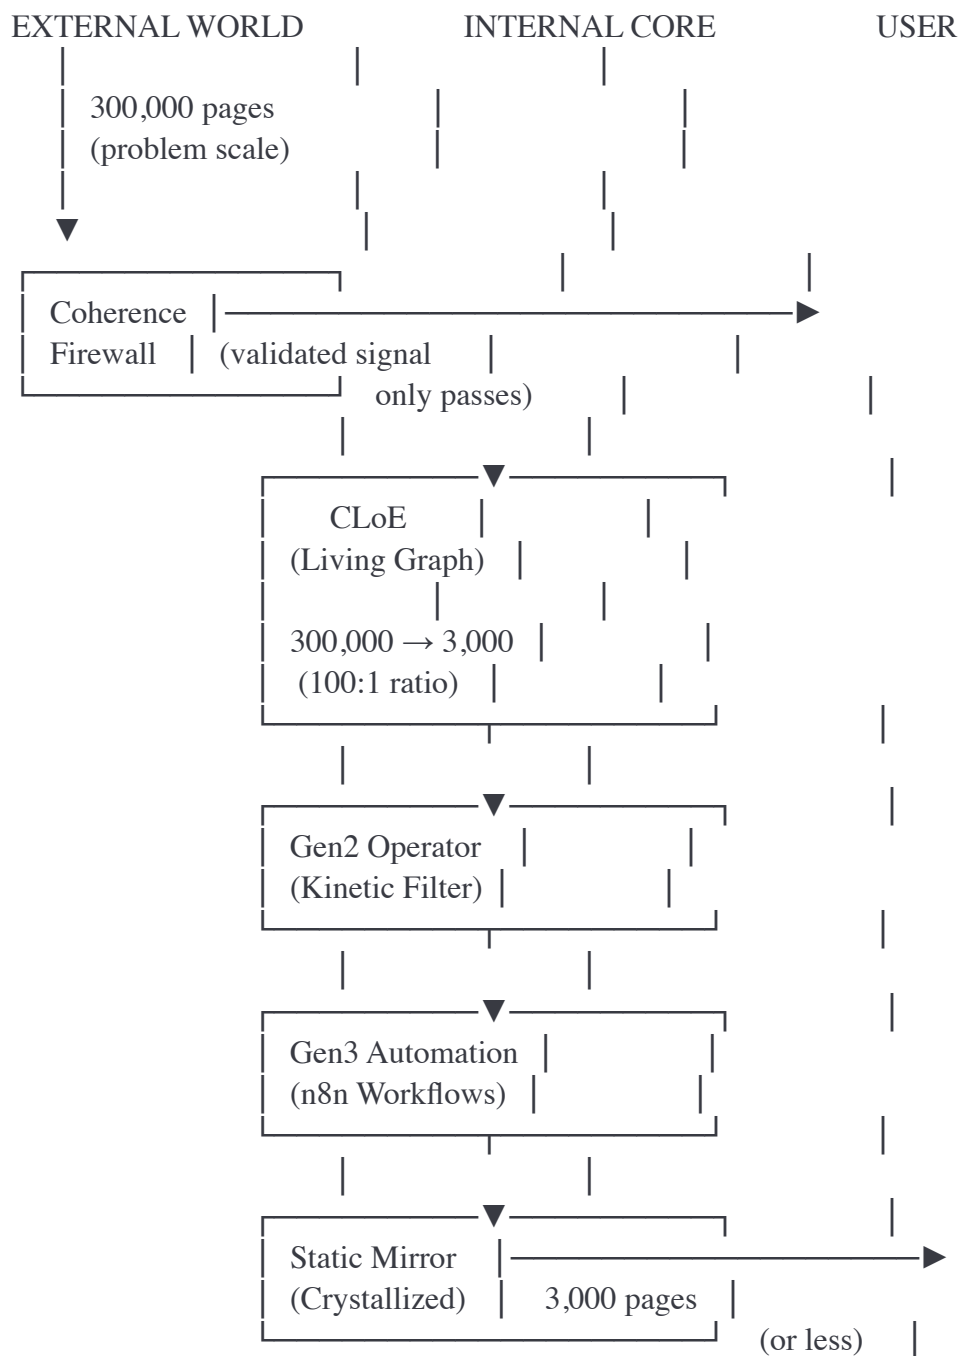 EXTERNAL WORLD INTERNAL CORE USER
300,000 pages
(problem scale)
Coherence
Firewall (validated signal
only passes)
CLoE
(Living Graph)
300,000 → 3,000
(100:1 ratio)
Gen2 Operator
(Kinetic Filter)
Gen3 Automation
(n8n Workflows)
Static Mirror
(Crystallized) 3,000 pages
(or less)